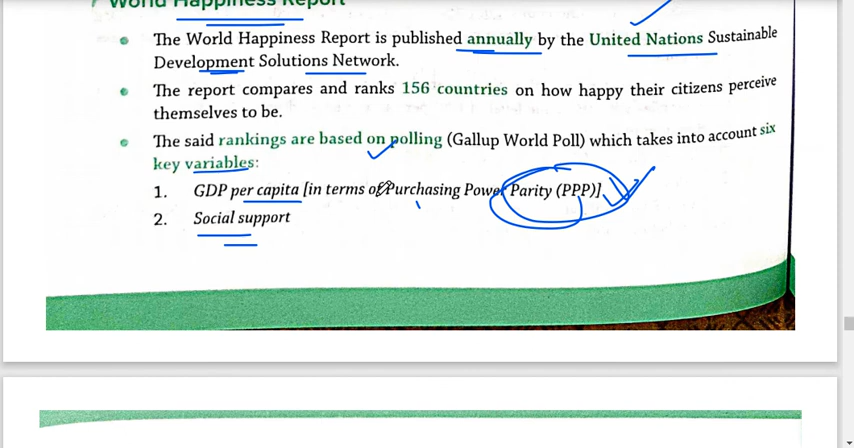 World Happiness Report
• The World Happiness Report is published annually by the United Nations Sustainable
Development Solutions Network.
• The report compares and ranks 156 countries on how happy their citizens perceive
themselves to be.
• The said rankings are based on polling (Gallup World Poll) which takes into account six
key variables:
1. GDP per capita [in terms of Purchasing Power Parity (PPP)]
2. Social support